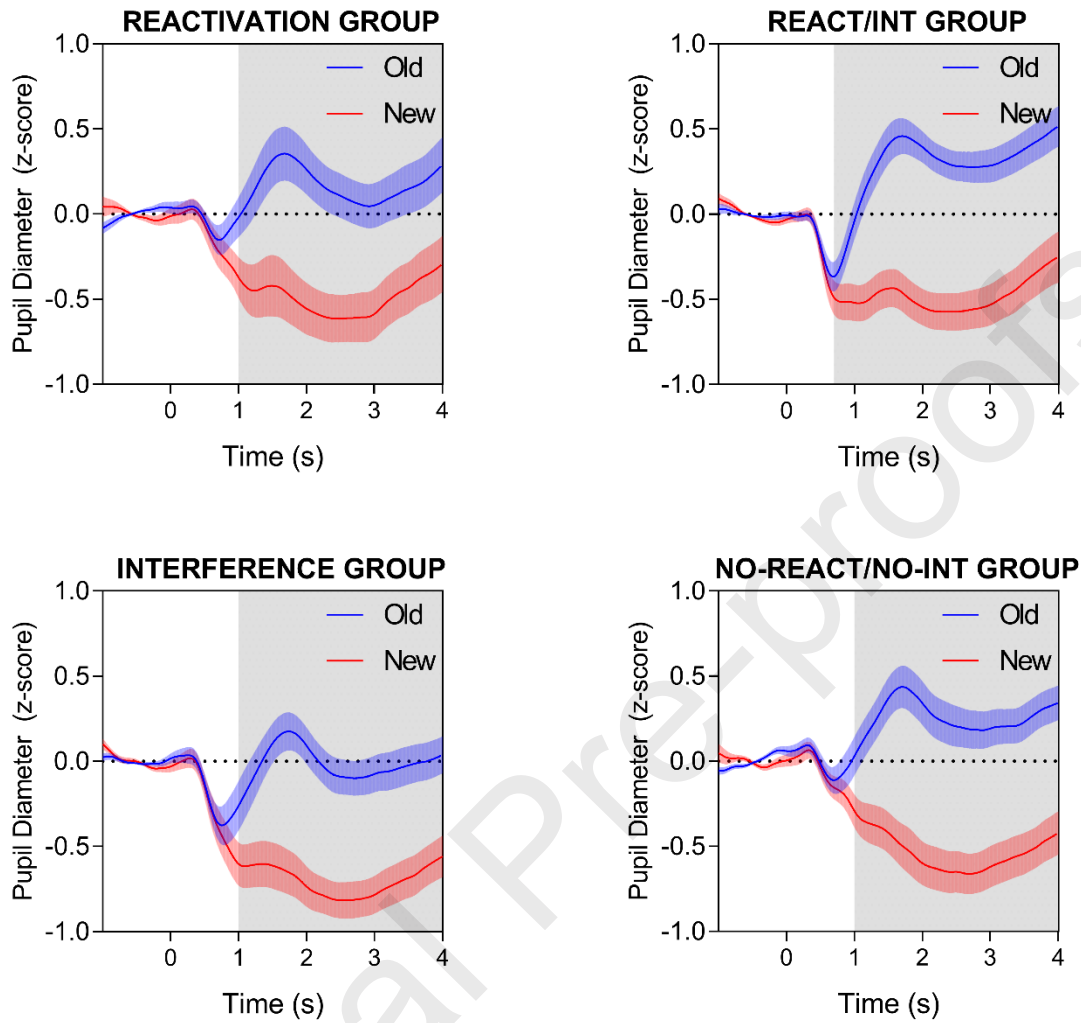 REACTIVATION GROUP
1.0
0.5
0.0
-0.5
-1.0
Pupil Diameter (z-score)
Old
New
0 1 2 3 4
Time (s)
REACT/INT GROUP
1.0
0.5
0.0
-0.5
-1.0
Pupil Diameter (z-score)
Old
New
0 1 2 3 4
Time (s)
INTERFERENCE GROUP
1.0
0.5
0.0
-0.5
-1.0
Pupil Diameter (z-score)
Old
New
0 1 2 3 4
Time (s)
NO-REACT/NO-INT GROUP
1.0
0.5
0.0
-0.5
-1.0
Pupil Diameter (z-score)
Old
New
0 1 2 3 4
Time (s)
al Pre-proofs